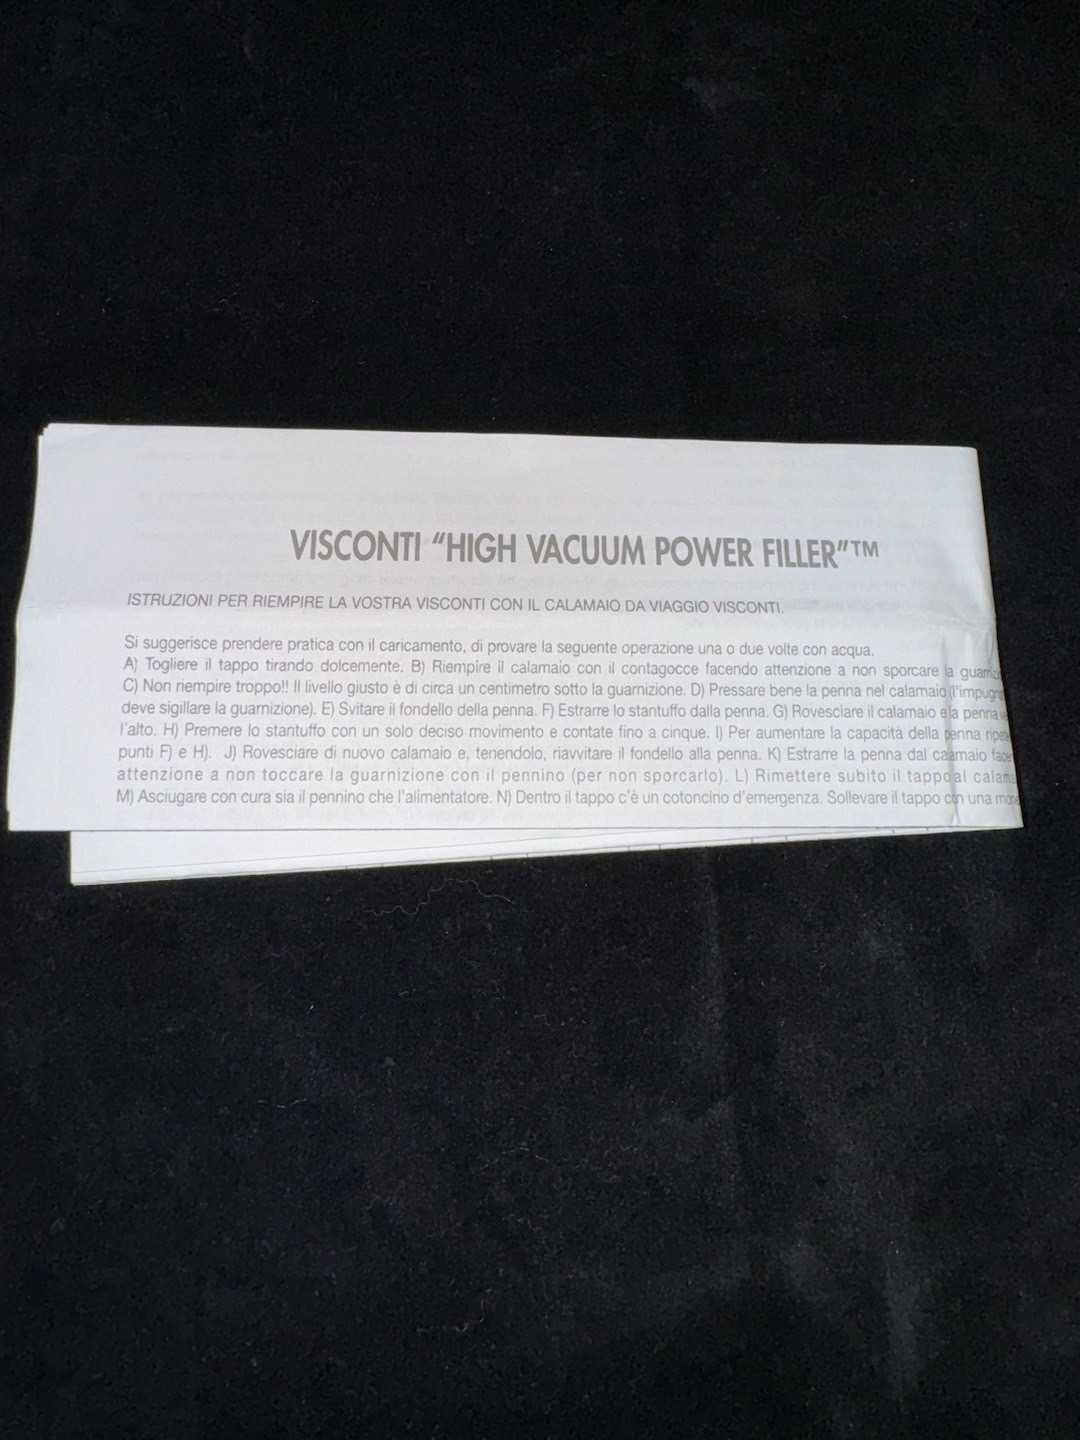 VISCONTI “HIGH VACUUM POWER FILLER”™
ISTRUZIONI PER RIEMPIRE LA VOSTRA VISCONTI CON IL CALAMAIO DA VIAGGIO VISCONTI.
Si suggerisce prendere pratica con il caricamento, di provare la seguente operazione una o due volte con acqua.
A) Togliere il tappo tirando dolcemente. B) Riempire il calamaio con il contagocce facendo attenzione a non sporcare la
C) Non riempire troppo!! Il livello giusto è di circa un centimetro sotto la guarnizione. D) Pressare bene la penna nel calamaio
deve sigillare la guarnizione). E) Svitare il fondello della penna. F) Estrarre lo stantuffo dalla penna. G) Rovesciare il calamaio e la penna
l’alto. H) Premere lo stantuffo con un solo deciso movimento e contate fino a cinque. I) Per aumentare la capacità della penna
punti F) e H). J) Rovesciare di nuovo calamaio e, tenendolo, riavvitare il fondello alla penna. K) Estrarre la penna dal calamaio
attenzione a non toccare la guarnizione con il pennino (per non sporcarlo). L) Rimettere subito il tappo al
M) Asciugare con cura sia il pennino che l’alimentatore. N) Dentro il tappo c’è un cotoncino d’emergenza. Sollevare il tappo con una